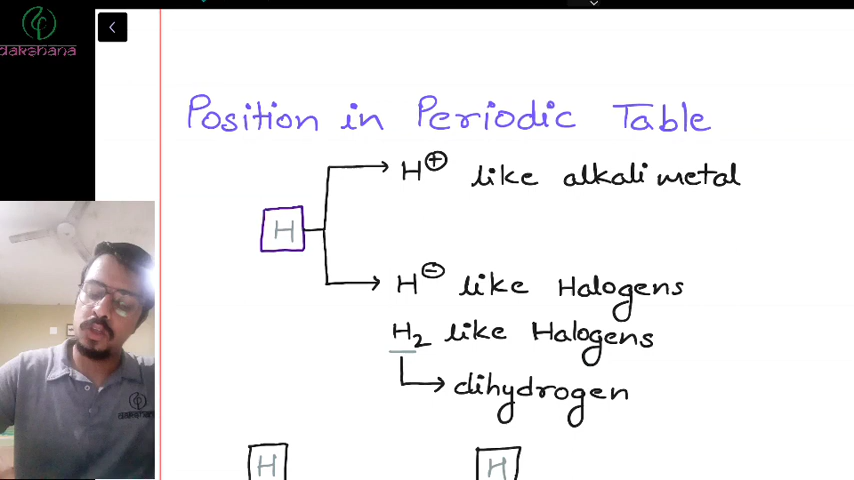 dakshana
Position in Periodic Table
H⊕ like alkali metal
H
H⊖ like Halogens
H₂ like Halogens
dihydrogen
H H